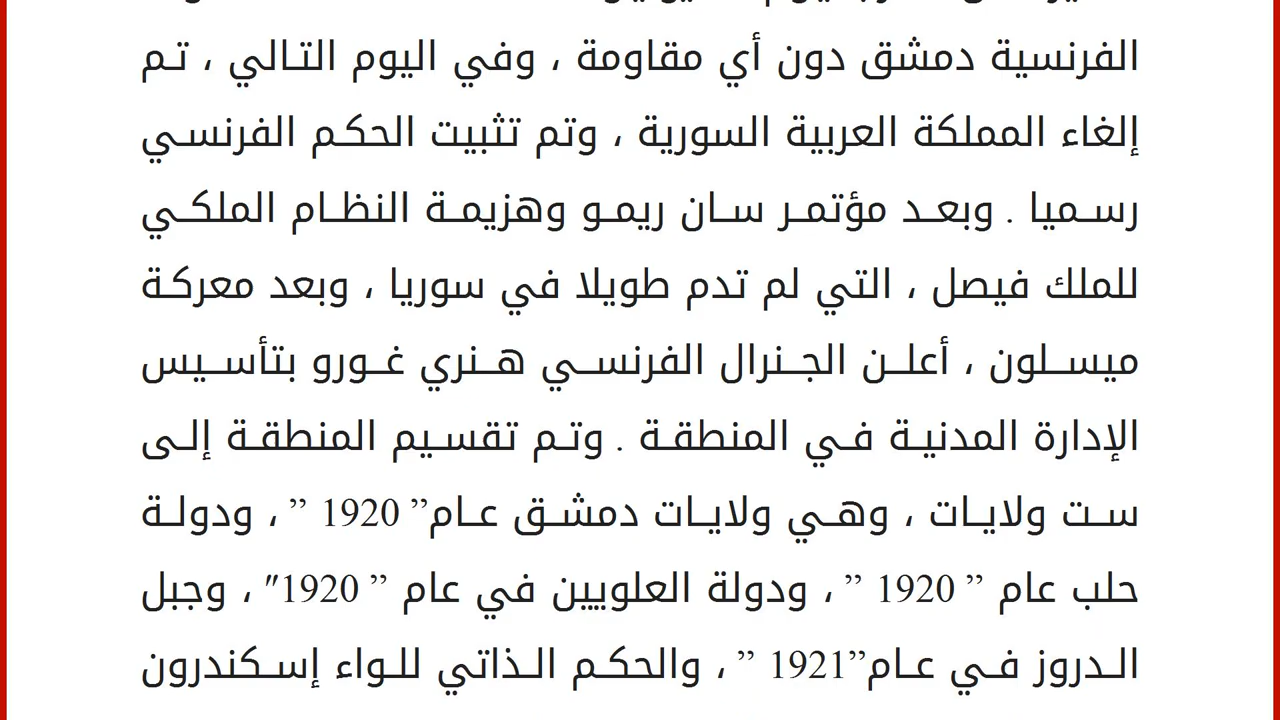 الفرنسية دمشق دون أي مقاومة ، وفي اليوم التالي ، تم
إلغاء المملكة العربية السورية ، وتم تثبيت الحكم الفرنسي
رسميا . وبعد مؤتمر سان ريمو وهزيمة النظام الملكي
للملك فيصل ، التي لم تدم طويلا في سوريا ، وبعد معركة
ميسلون ، أعلن الجنرال الفرنسي هنري غورو بتأسيس
الإدارة المدنية في المنطقة . وتم تقسيم المنطقة إلى
ست ولايات ، وهي ولايات دمشق عام” 1920 ” ، ودولة
حلب عام ” 1920 ” ، ودولة العلويين في عام ” 1920″ ، وجبل
الدروز في عام”1921 ” ، والحكم الذاتي للواء إسكندرون